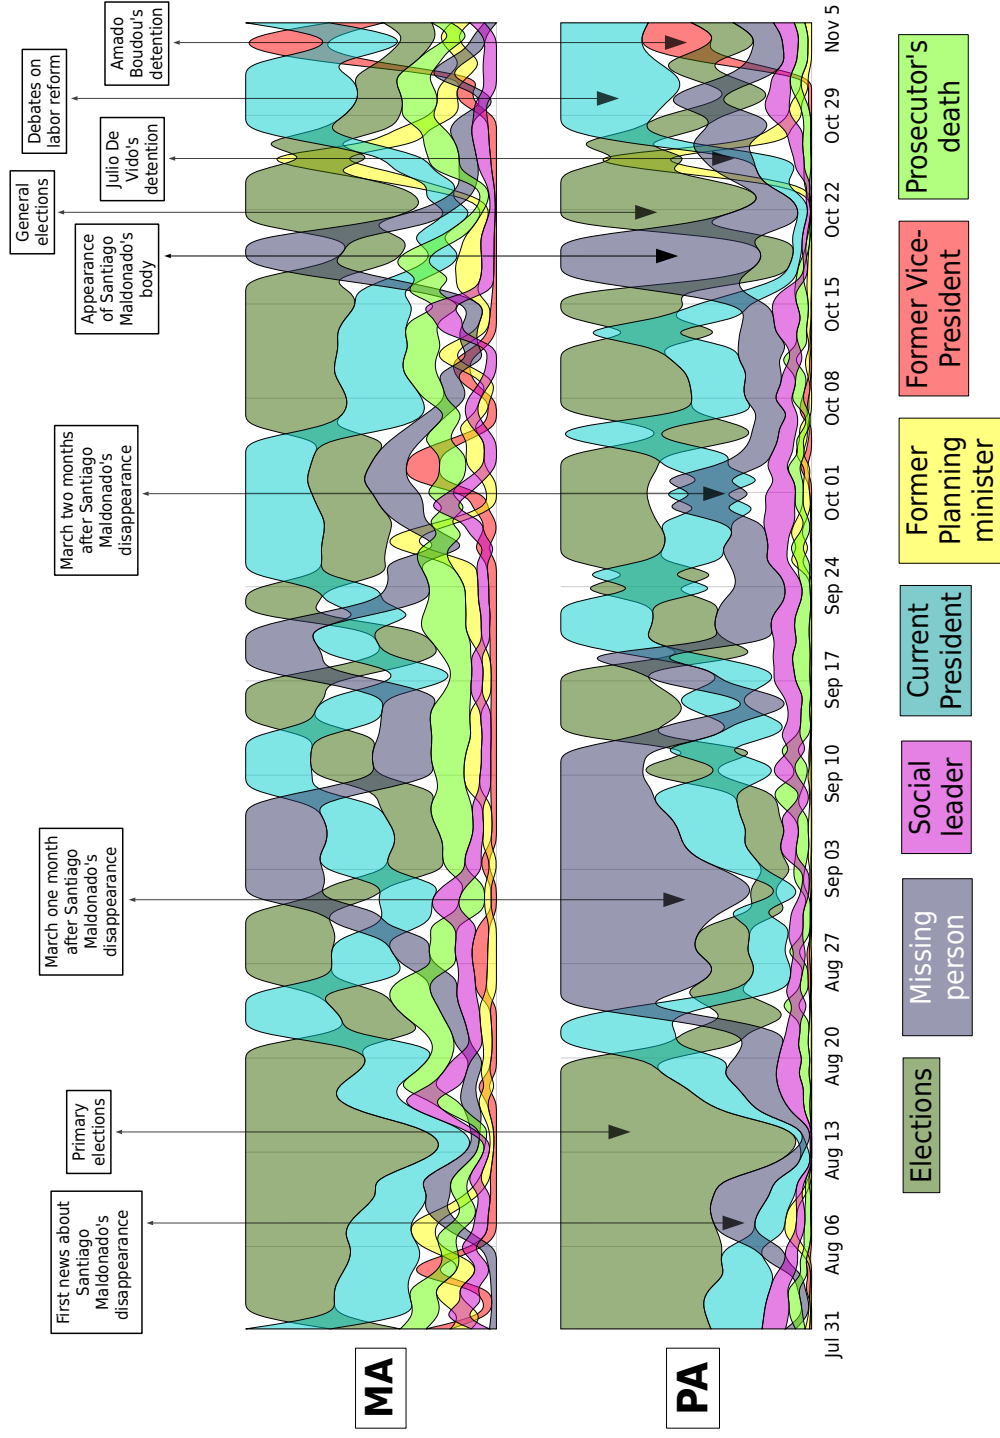 First news about
Santiago
Maldonado's
disappearance
Primary
elections
March one month
after Santiago
Maldonado's
disappearance
March two months
after Santiago
Maldonado's
disappearance
Appearance
of Santiago
Maldonado's
body
General
elections
Julio De
Vido's
detention
Debates on
labor reform
Amado
Boudou's
detention
MA
PA
Jul 31
Aug 06
Aug 13
Aug 20
Aug 27
Sep 03
Sep 10
Sep 17
Sep 24
Oct 01
Oct 08
Oct 15
Oct 22
Oct 29
Nov 5
Elections
Missing
person
Social
leader
Current
President
Former
Planning
minister
Former Vice-
President
Prosecutor's
death